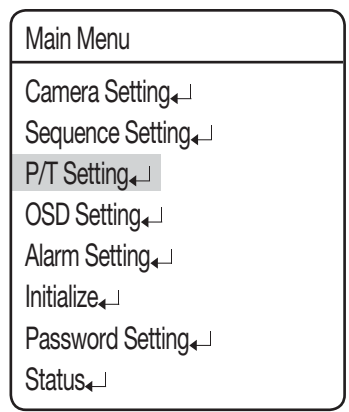 Main Menu
Camera Setting↵
Sequence Setting↵
P/T Setting↵
OSD Setting↵
Alarm Setting↵
Initialize↵
Password Setting↵
Status↵